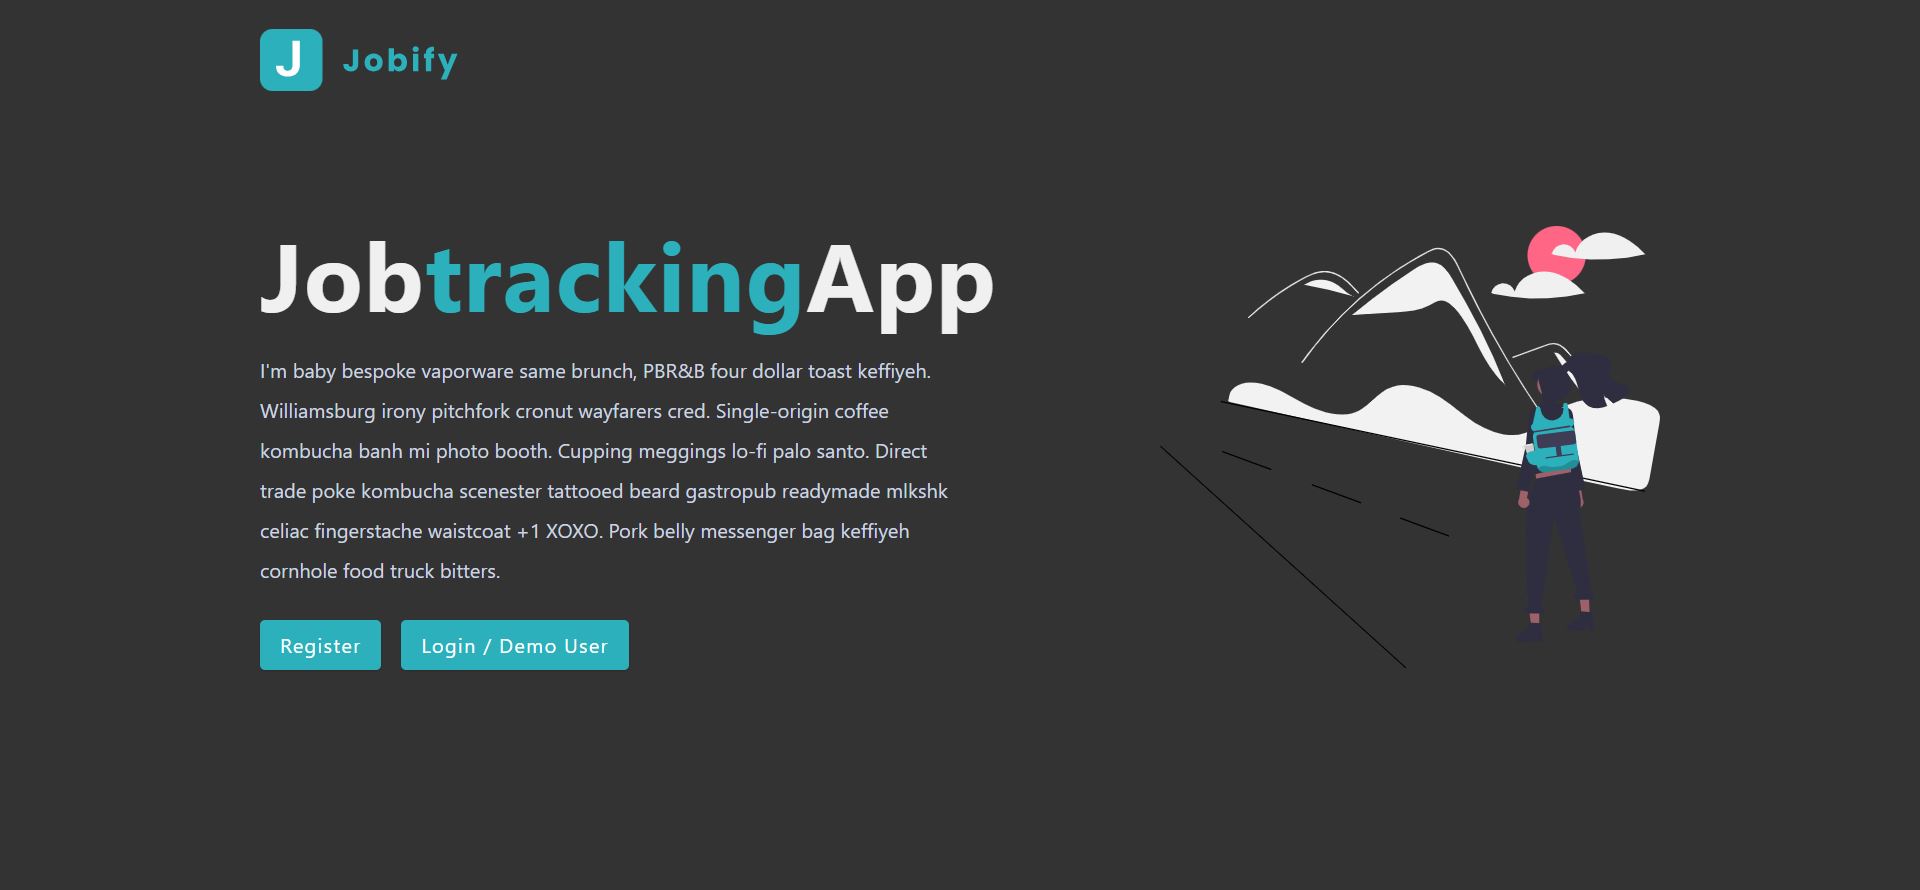 J Jobify
JobtrackingApp
I'm baby bespoke vaporware same brunch, PBR&B four dollar toast keffiyeh.
Williamsburg irony pitchfork cronut wayfarers cred. Single-origin coffee
kombucha banh mi photo booth. Cupping meggings lo-fi palo santo. Direct
trade poke kombucha scenester tattooed beard gastropub readymade mlkshk
celiac fingerstache waistcoat +1 XOXO. Pork belly messenger bag keffiyeh
cornhole food truck bitters.
Register Login / Demo User